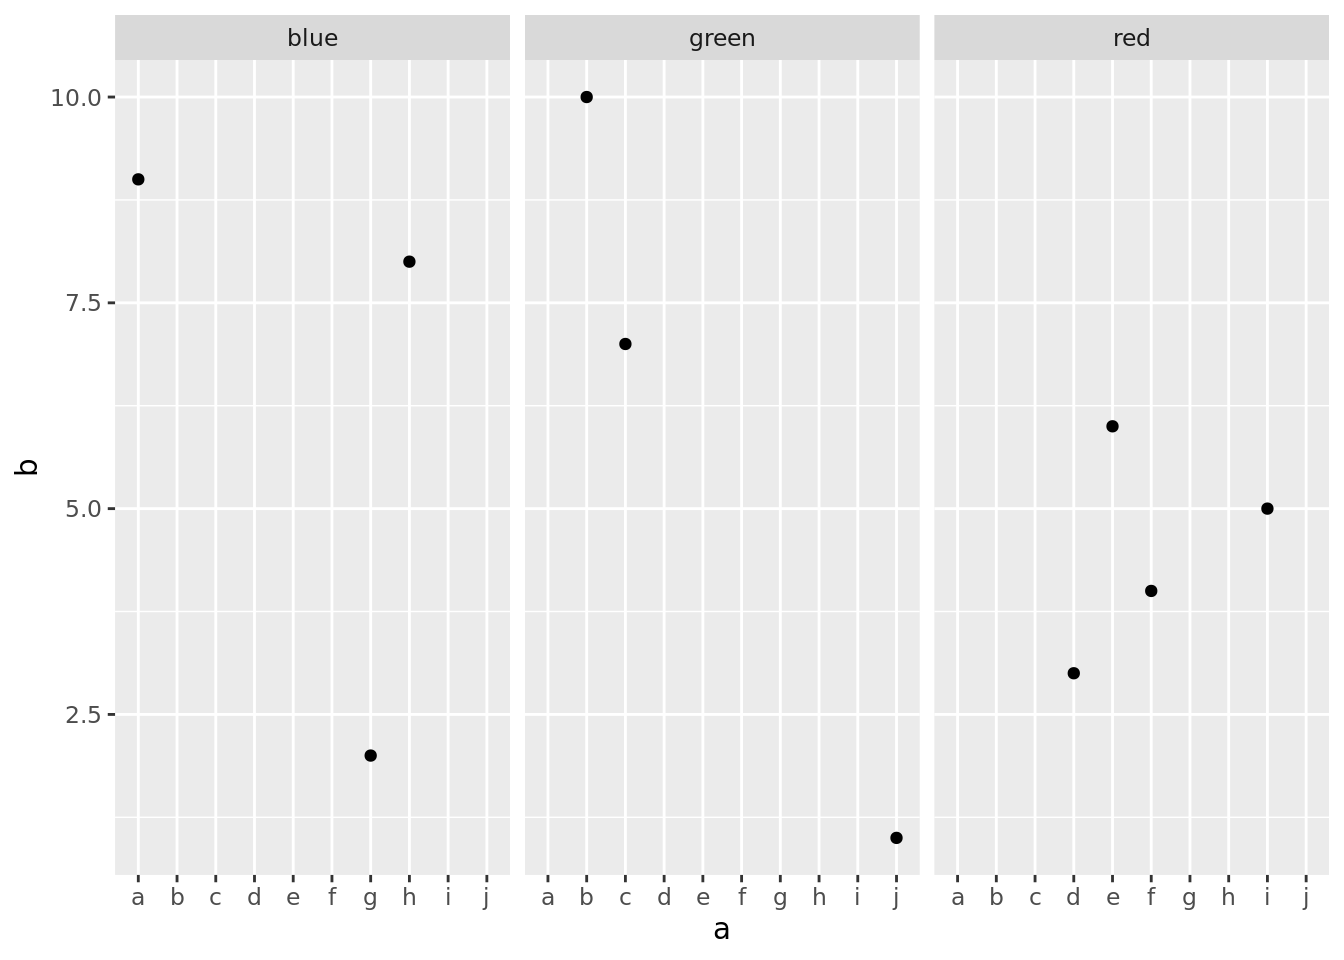 blue green red
10.0
7.5
5.0
2.5
b
a b c d e f g h i j a b c d e f g h i j a b c d e f g h i j
a